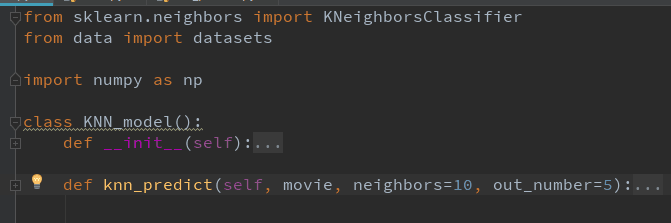 from sklearn.neighbors import KNeighborsClassifier
from data import datasets
import numpy as np
class KNN_model():
def __init__(self):...
def knn_predict(self, movie, neighbors=10, out_number=5):...